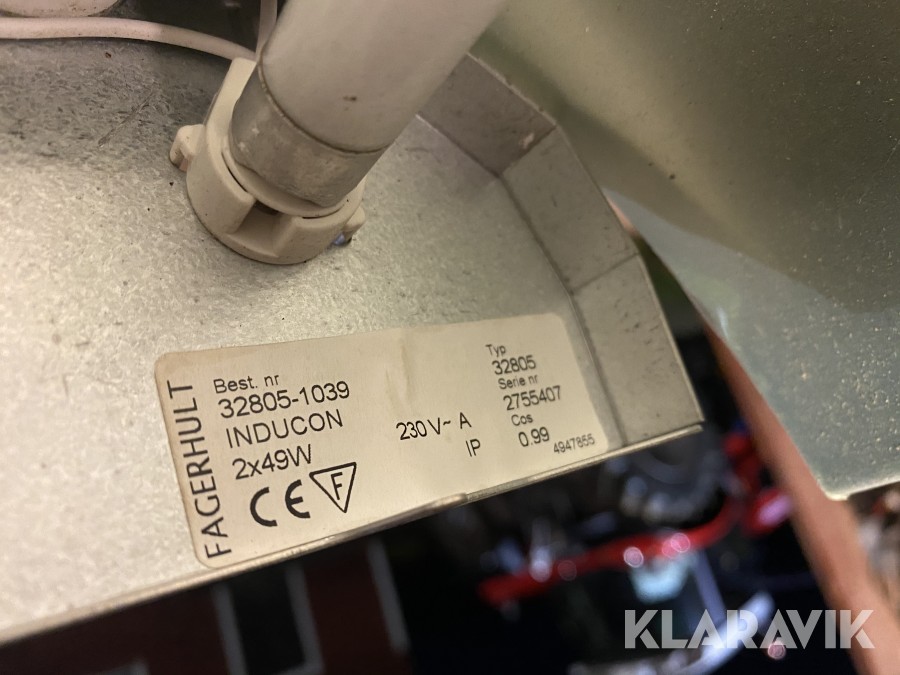 FAGERHULT
Best. nr
32805-1039
INDUCON
2x49W
CE F
230 V~ A
IP
Typ
32805
Serie nr
2755407
Cos
0.99
4947855
KLARAVIK